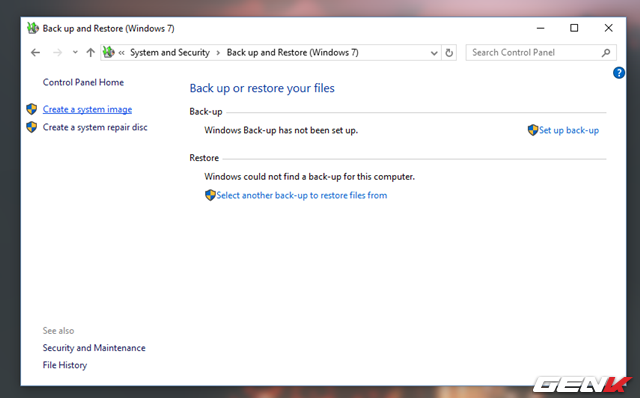 Back up and Restore (Windows 7)
« System and Security > Back up and Restore (Windows 7)
Search Control Panel
?
Control Panel Home
Create a system image
Create a system repair disc
Back up or restore your files
Back-up
Windows Back-up has not been set up.
Set up back-up
Restore
Windows could not find a back-up for this computer.
Select another back-up to restore files from
See also
Security and Maintenance
File History
GENK